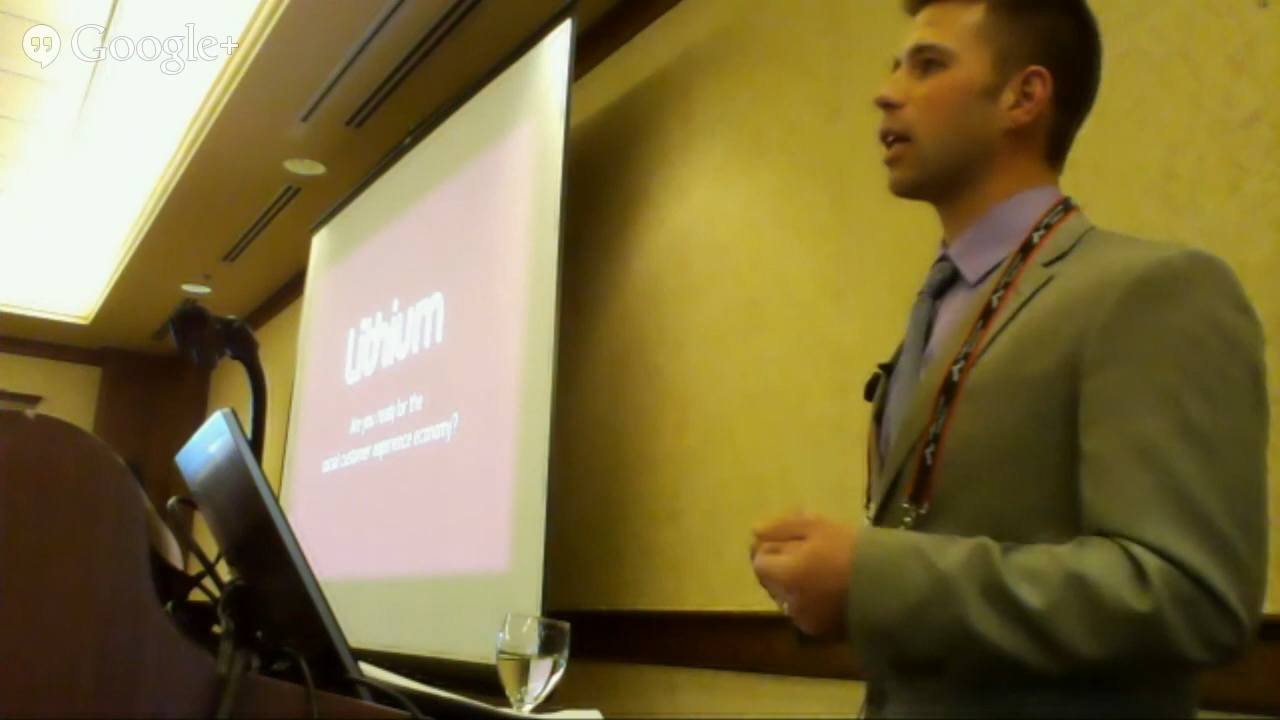 Google+
Lithium
Are you ready for the
social customer experience economy?